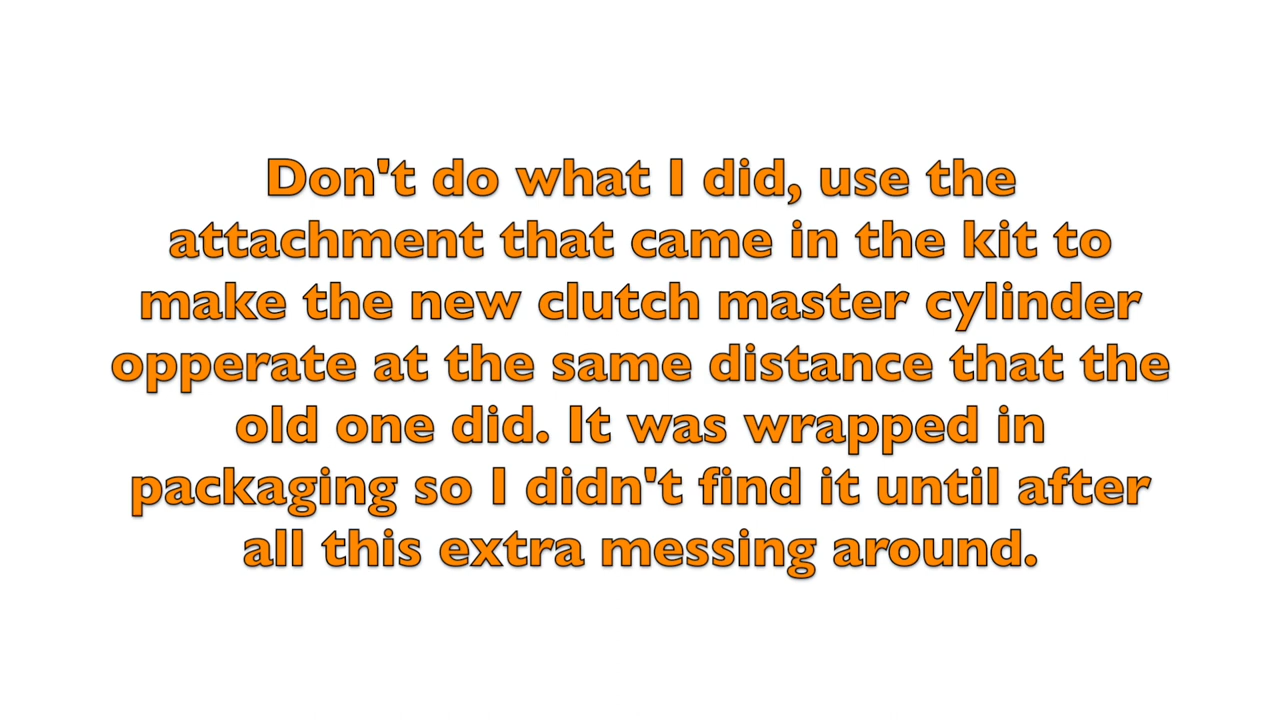 Don't do what I did, use the
attachment that came in the kit to
make the new clutch master cylinder
opperate at the same distance that the
old one did. It was wrapped in
packaging so I didn't find it until after
all this extra messing around.